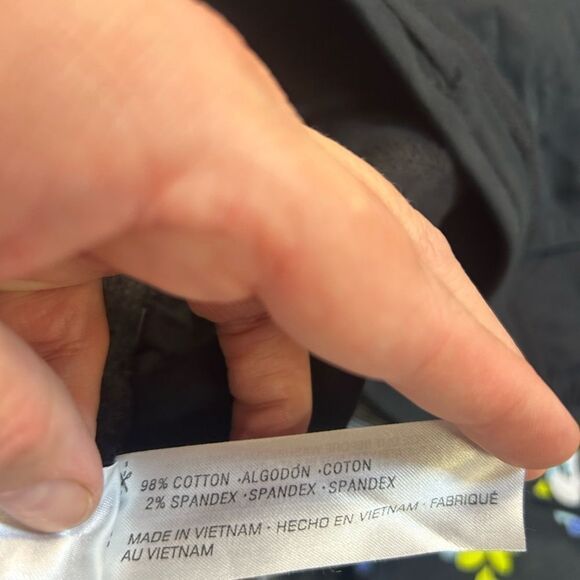 98% COTTON · ALGODÓN · COTON
2% SPANDEX · SPANDEX · SPANDEX
MADE IN VIETNAM · HECHO EN VIETNAM · FABRIQUÉ
AU VIETNAM